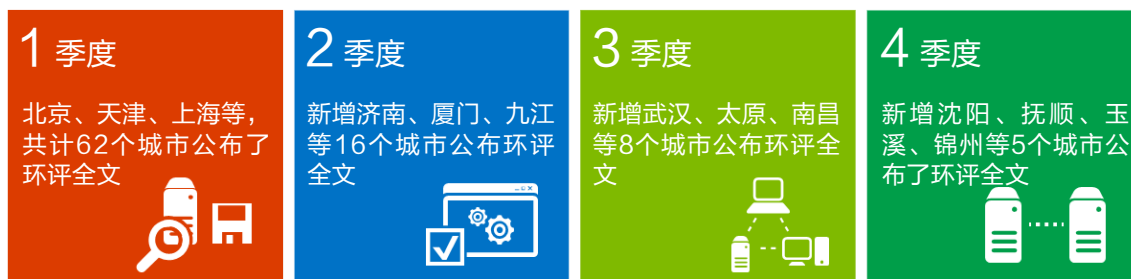 1 季度
北京、天津、上海等，
共计62个城市公布了
环评全文
2 季度
新增济南、厦门、九江
等16个城市公布环评
全文
3 季度
新增武汉、太原、南昌
等8个城市公布环评全
文
4 季度
新增沈阳、抚顺、玉
溪、锦州等5个城市公
布了环评全文